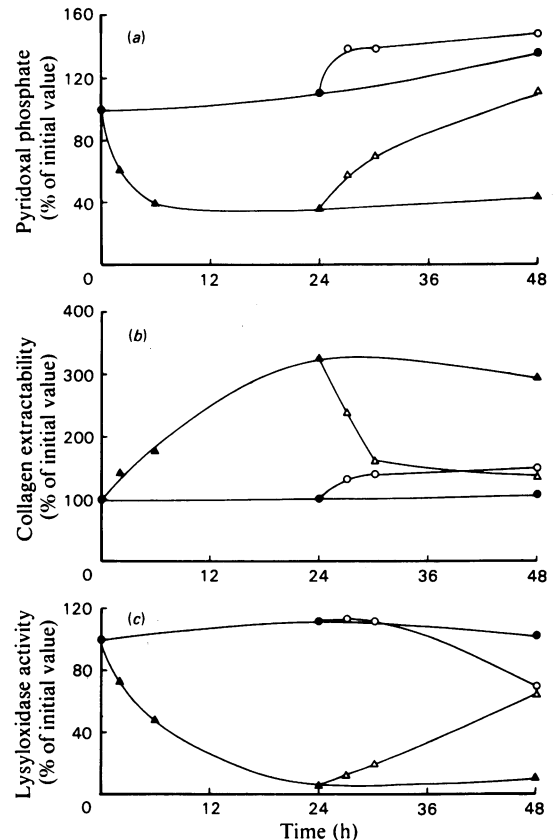 (a)
Pyridoxal phosphate
(% of initial value)
160
120
80
40
0
12
24
36
48
(b)
Collagen extractability
(% of initial value)
400
300
200
100
0
12
24
36
48
(c)
Lysyloxidase activity
(% of initial value)
120
80
40
0
12
24
36
48
Time (h)